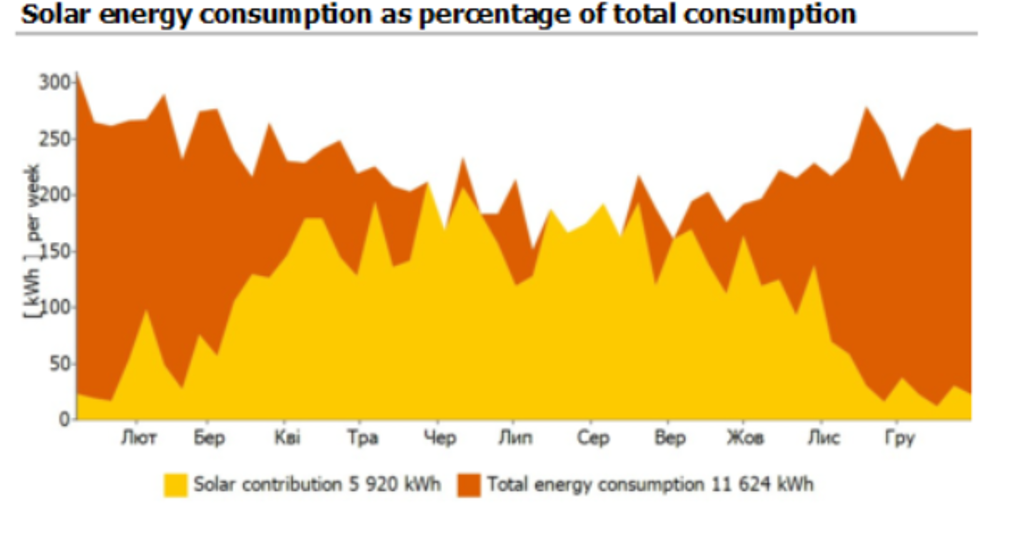 Solar energy consumption as percentage of total consumption
300
250
200
150
100
50
0
[ kWh ] per week
Лют Бер Кві Тра Чер Лип Сер Вер Жов Лис Гру
Solar contribution 5 920 kWh Total energy consumption 11 624 kWh